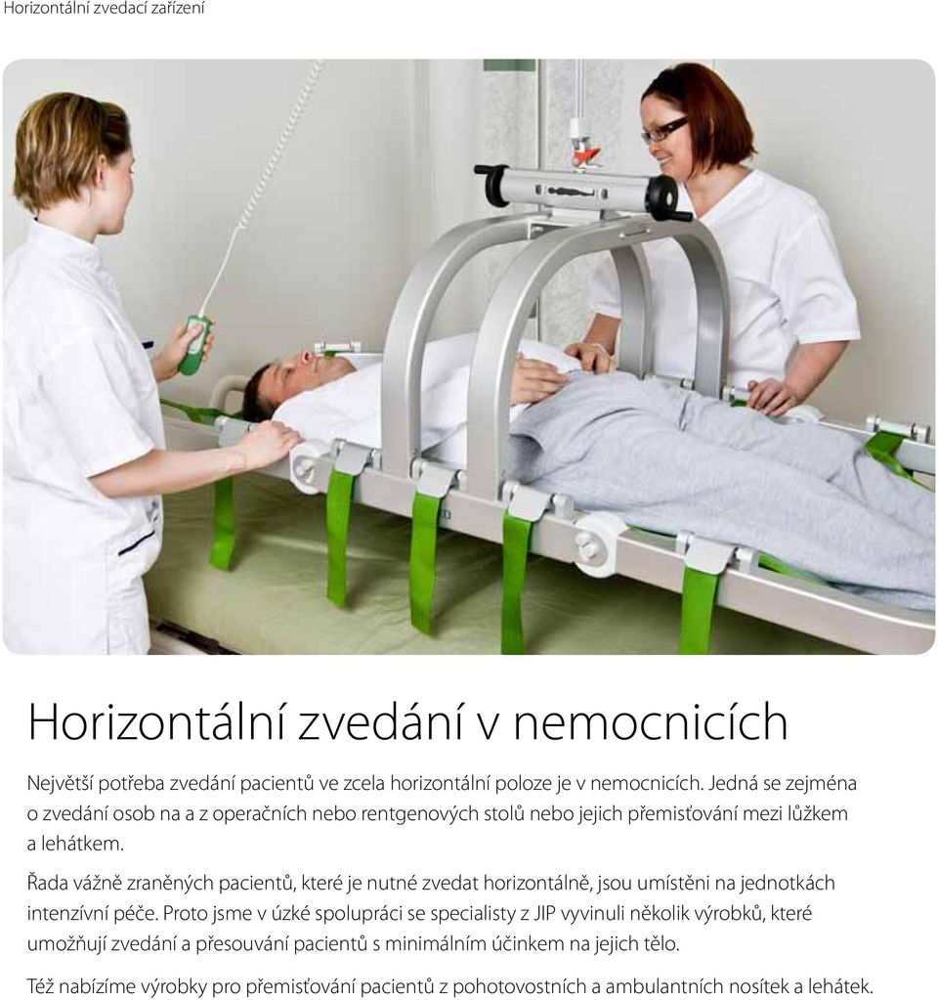 Horizontální zvedací zařízení
Horizontální zvedání v nemocnicích
Největší potřeba zvedání pacientů ve zcela horizontální poloze je v nemocnicích. Jedná se zejména
o zvedání osob na a z operačních nebo rentgenových stolů nebo jejich přemisťování mezi lůžkem
a lehátkem.
Řada vážně zraněných pacientů, které je nutné zvedat horizontálně, jsou umístěni na jednotkách
intenzívní péče. Proto jsme v úzké spolupráci se specialisty z JIP vyvinuli několik výrobků, které
umožňují zvedání a přesouvání pacientů s minimálním účinkem na jejich tělo.
Též nabízíme výrobky pro přemisťování pacientů z pohotovostních a ambulantních nosítek a lehátek.